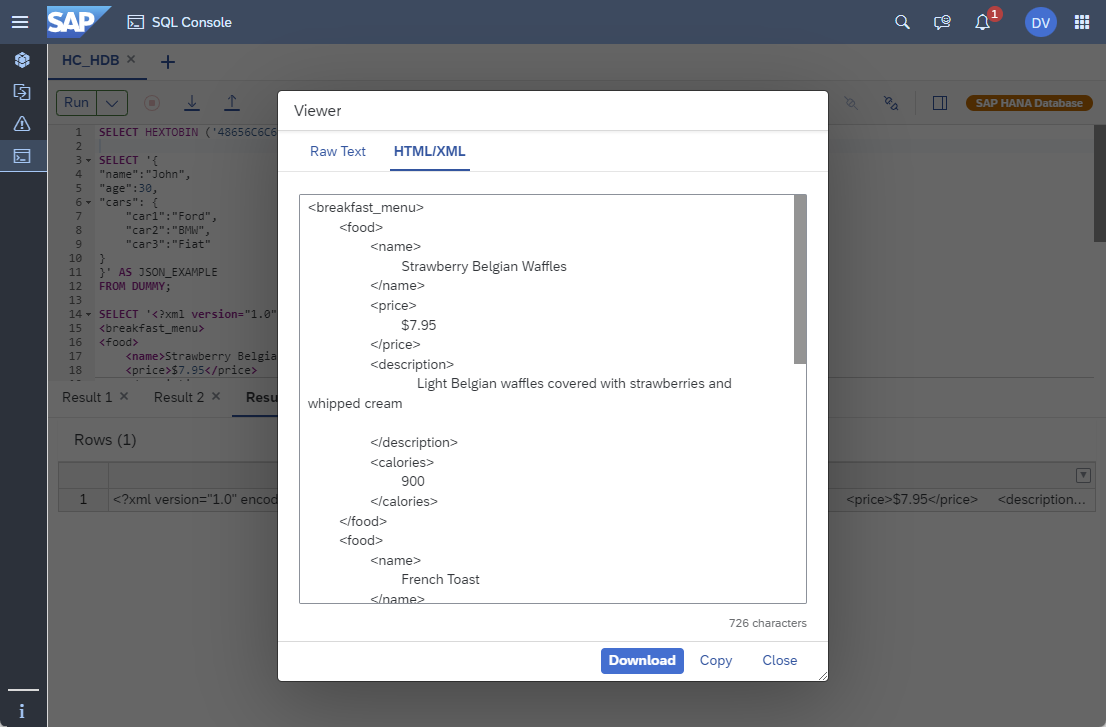 SAP SQL Console 1 DV
HC_HDB
Run SAP HANA Database
1 SELECT HEXTOBIN ('48656C6C6
2
3 SELECT '{
4 "name":"John",
5 "age":30,
6 "cars": {
7 "car1":"Ford",
8 "car2":"BMW",
9 "car3":"Fiat"
10 }
11 }' AS JSON_EXAMPLE
12 FROM DUMMY;
13
14 SELECT '<?xml version="1.0"
15 <breakfast_menu>
16 <food>
17 <name>Strawberry Belgia
18 <price>$7.95</price>
Result 1 Result 2 Resu
Rows (1)
1 <?xml version="1.0" encod <price>$7.95</price> <description...
Viewer
Raw Text HTML/XML
<breakfast_menu>
<food>
<name>
Strawberry Belgian Waffles
</name>
<price>
$7.95
</price>
<description>
Light Belgian waffles covered with strawberries and
whipped cream
</description>
<calories>
900
</calories>
</food>
<food>
<name>
French Toast
</name>
726 characters
Download Copy Close
i